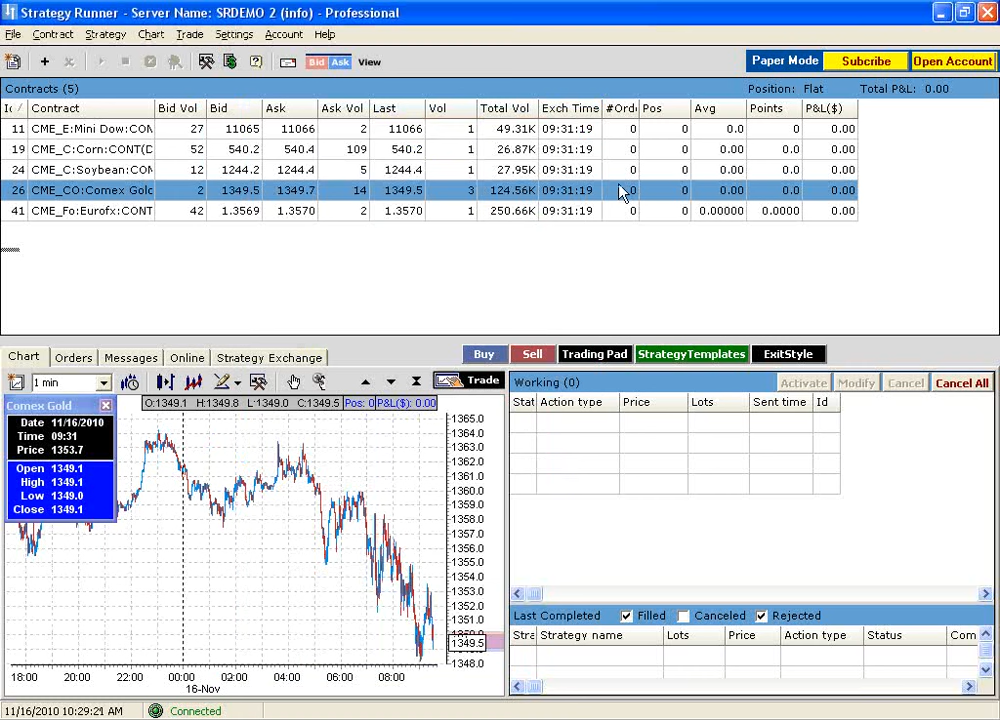 Strategy Runner - Server Name: SRDEMO 2 (info) - Professional
File Contract Strategy Chart Trade Settings Account Help
Bid Ask View Paper Mode Subcribe Open Account
Contracts (5) Position: Flat Total P&L: 0.00
Contract Bid Vol Bid Ask Ask Vol Last Vol Total Vol Exch Time #Orde Pos Avg Points P&L($)
11 CME_E:Mini Dow:CON 27 11065 11066 2 11066 1 49.31K 09:31:19 0 0 0.0 0 0.00
19 CME_C:Corn:CONT(D 52 540.2 540.4 109 540.2 1 26.87K 09:31:19 0 0 0.0 0.0 0.00
24 CME_C:Soybean:CON 12 1244.2 1244.4 5 1244.4 1 27.95K 09:31:19 0 0 0.0 0.0 0.00
26 CME_CO:Comex Gold 2 1349.5 1349.7 14 1349.5 3 124.56K 09:31:19 0 0 0.0 0.0 0.00
41 CME_Fo:Eurofx:CONT 42 1.3569 1.3570 2 1.3570 1 250.66K 09:31:19 0 0 0.00000 0.0000 0.00
Chart Orders Messages Online Strategy Exchange Buy Sell Trading Pad StrategyTemplates ExitStyle
1 min Trade
O:1349.1 H:1349.8 L:1349.0 C:1349.5 Pos: 0 P&L($): 0.00
Comex Gold
Date 11/16/2010
Time 09:31
Price 1353.7
Open 1349.1
High 1349.1
Low 1349.0
Close 1349.1
1365.0
1364.0
1363.0
1362.0
1361.0
1360.0
1359.0
1358.0
1357.0
1356.0
1355.0
1354.0
1353.0
1352.0
1351.0
1349.5
1348.0
18:00 20:00 22:00 00:00 02:00 04:00 06:00 08:00
16-Nov
Working (0) Activate Modify Cancel Cancel All
Stat Action type Price Lots Sent time Id
Last Completed Filled Canceled Rejected
Stra Strategy name Lots Price Action type Status Com
11/16/2010 10:29:21 AM Connected